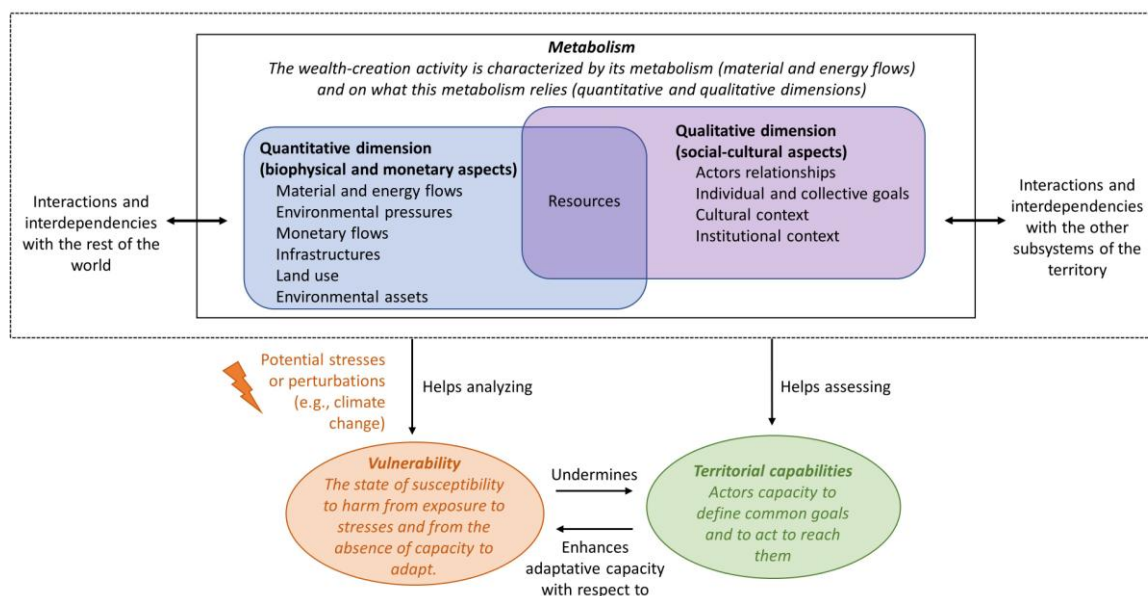 Metabolism
The wealth-creation activity is characterized by its metabolism (material and energy flows)
and on what this metabolism relies (quantitative and qualitative dimensions)
Quantitative dimension
(biophysical and monetary aspects)
Material and energy flows
Environmental pressures
Monetary flows
Infrastructures
Land use
Environmental assets
Resources
Qualitative dimension
(social-cultural aspects)
Actors relationships
Individual and collective goals
Cultural context
Institutional context
Interactions and
interdependencies
with the rest of the
world
Interactions and
interdependencies
with the other
subsystems of the
territory
Potential stresses
or perturbations
(e.g., climate
change)
Helps analyzing
Helps assessing
Vulnerability
The state of susceptibility
to harm from exposure to
stresses and from the
absence of capacity to
adapt.
Undermines
Enhances
adaptative capacity
with respect to
Territorial capabilities
Actors capacity to
define common goals
and to act to reach
them